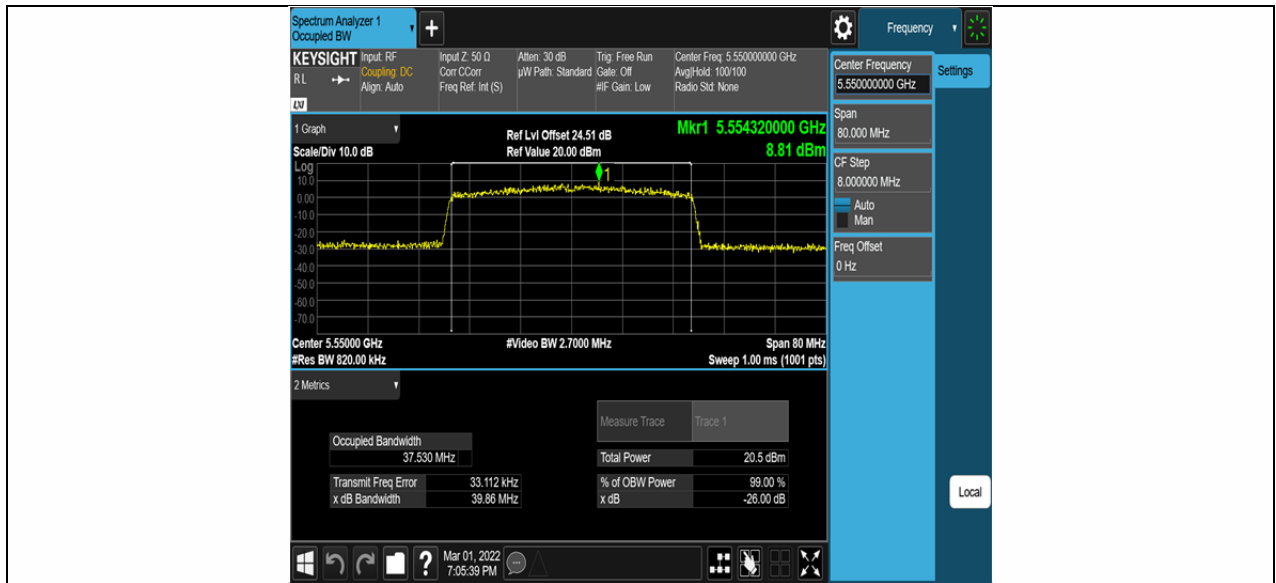 Spectrum Analyzer 1
Occupied BW
+
Frequency
KEYSIGHT
RL
LXI
Input: RF
Coupling: DC
Align: Auto
Input Z: 50 Ω
Corr CCorr
Freq Ref: Int (S)
Atten: 30 dB
µW Path: Standard
Trig: Free Run
Gate: Off
#IF Gain: Low
Center Freq: 5.550000000 GHz
Avg|Hold: 100/100
Radio Std: None
Center Frequency
5.550000000 GHz
Settings
Span
80.000 MHz
CF Step
8.000000 MHz
Auto
Man
Freq Offset
0 Hz
Local
1 Graph
Scale/Div 10.0 dB
Ref Lvl Offset 24.51 dB
Ref Value 20.00 dBm
Mkr1 5.554320000 GHz
8.81 dBm
Log
1
10.0
0.00
-10.0
-20.0
-30.0
-40.0
-50.0
-60.0
-70.0
Center 5.55000 GHz
#Res BW 820.00 kHz
#Video BW 2.7000 MHz
Span 80 MHz
Sweep 1.00 ms (1001 pts)
2 Metrics
Measure Trace Trace 1
Occupied Bandwidth
37.530 MHz
Total Power 20.5 dBm
Transmit Freq Error 33.112 kHz
% of OBW Power 99.00 %
x dB Bandwidth 39.86 MHz
x dB -26.00 dB
?
Mar 01, 2022
7:05:39 PM